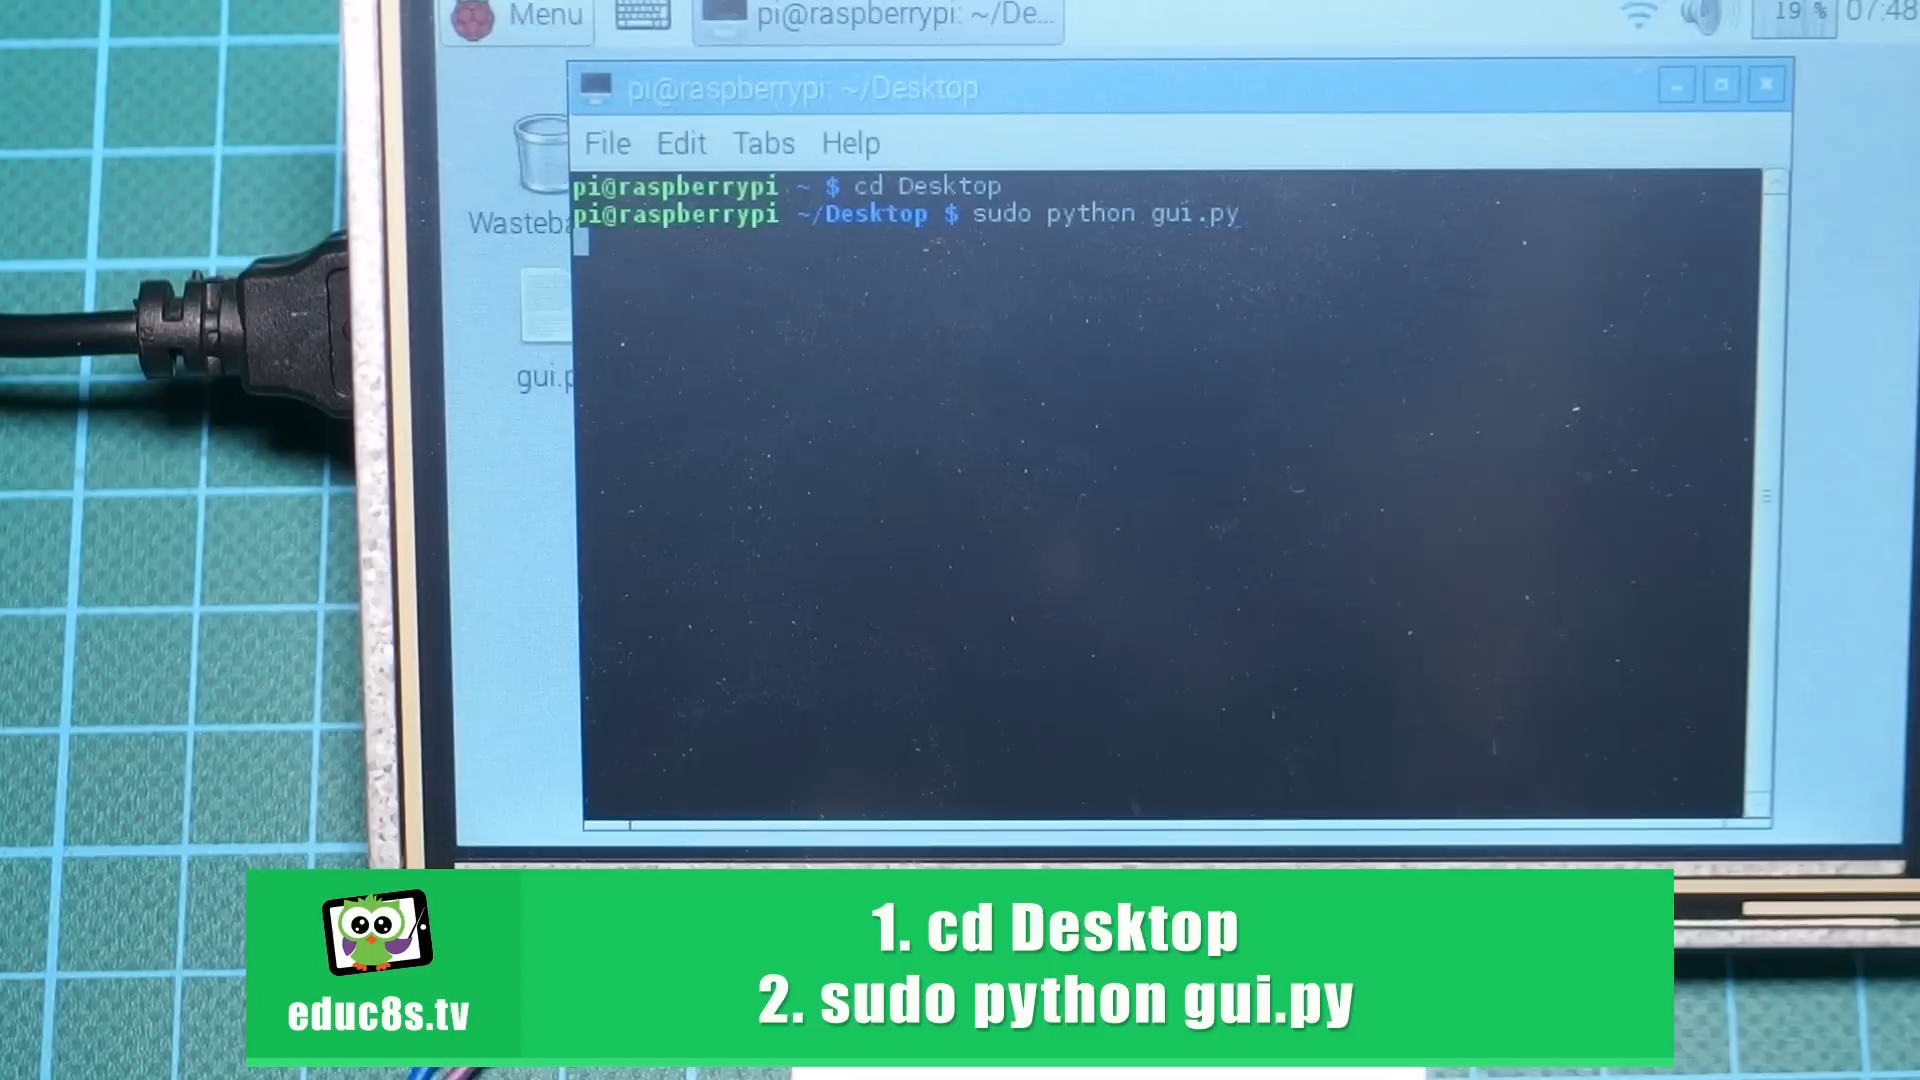 Menu
pi@raspberrypi: ~/De...
19 %
07:48
pi@raspberrypi: ~/Desktop
File Edit Tabs Help
pi@raspberrypi ~ $ cd Desktop
pi@raspberrypi ~/Desktop $ sudo python gui.py
Josteba
gui.p
1. cd Desktop
2. sudo python gui.py
educ8s.tv